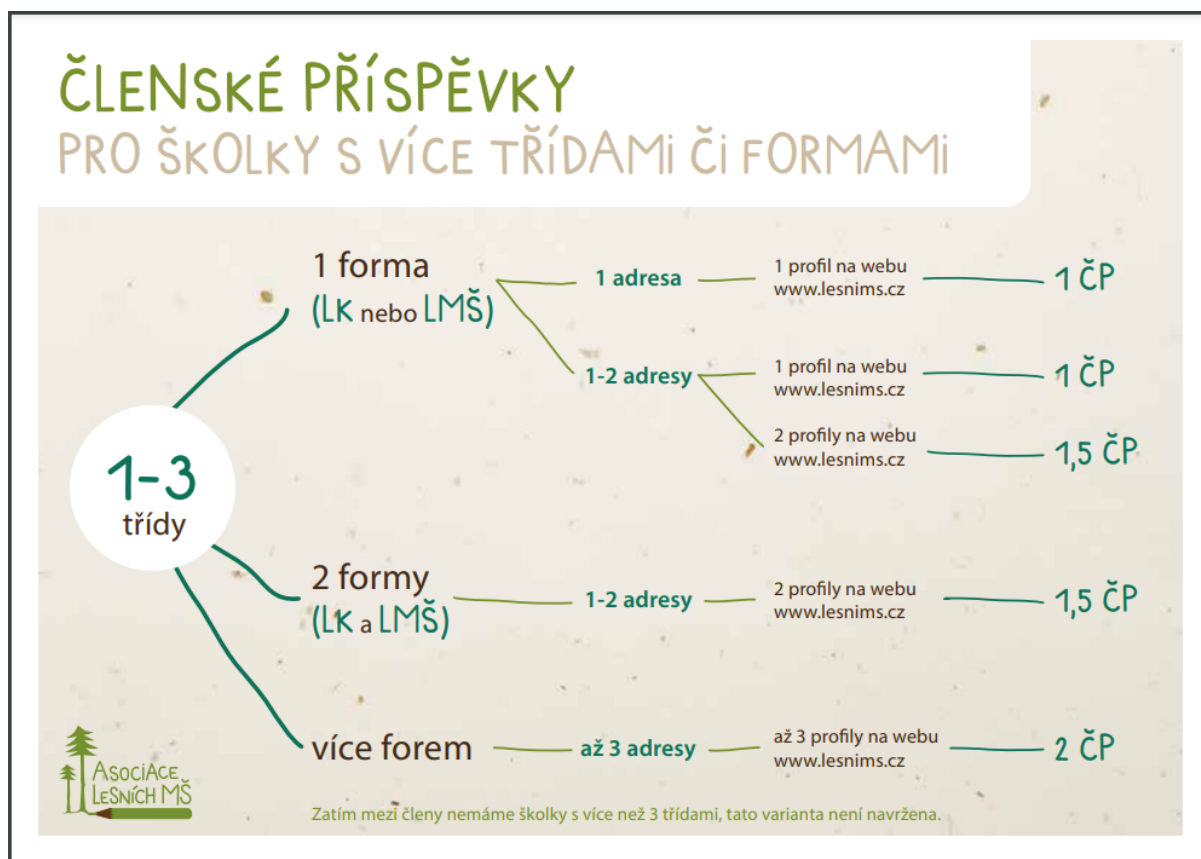 ČLENSKÉ PŘÍSPĚVKY
PRO ŠKOLKY S VÍCE TŘÍDAMI ČI FORMAMI
1-3
třídy
1 forma
(LK nebo LMŠ)
1 adresa
1 profil na webu
www.lesnims.cz
1 ČP
1-2 adresy
1 profil na webu
www.lesnims.cz
1 ČP
2 profily na webu
www.lesnims.cz
1,5 ČP
2 formy
(LK a LMŠ)
1-2 adresy
2 profily na webu
www.lesnims.cz
1,5 ČP
více forem
až 3 adresy
až 3 profily na webu
www.lesnims.cz
2 ČP
ASOCIACE
LESNÍCH MŠ
Zatím mezi členy nemáme školky s více než 3 třídami, tato varianta není navržena.